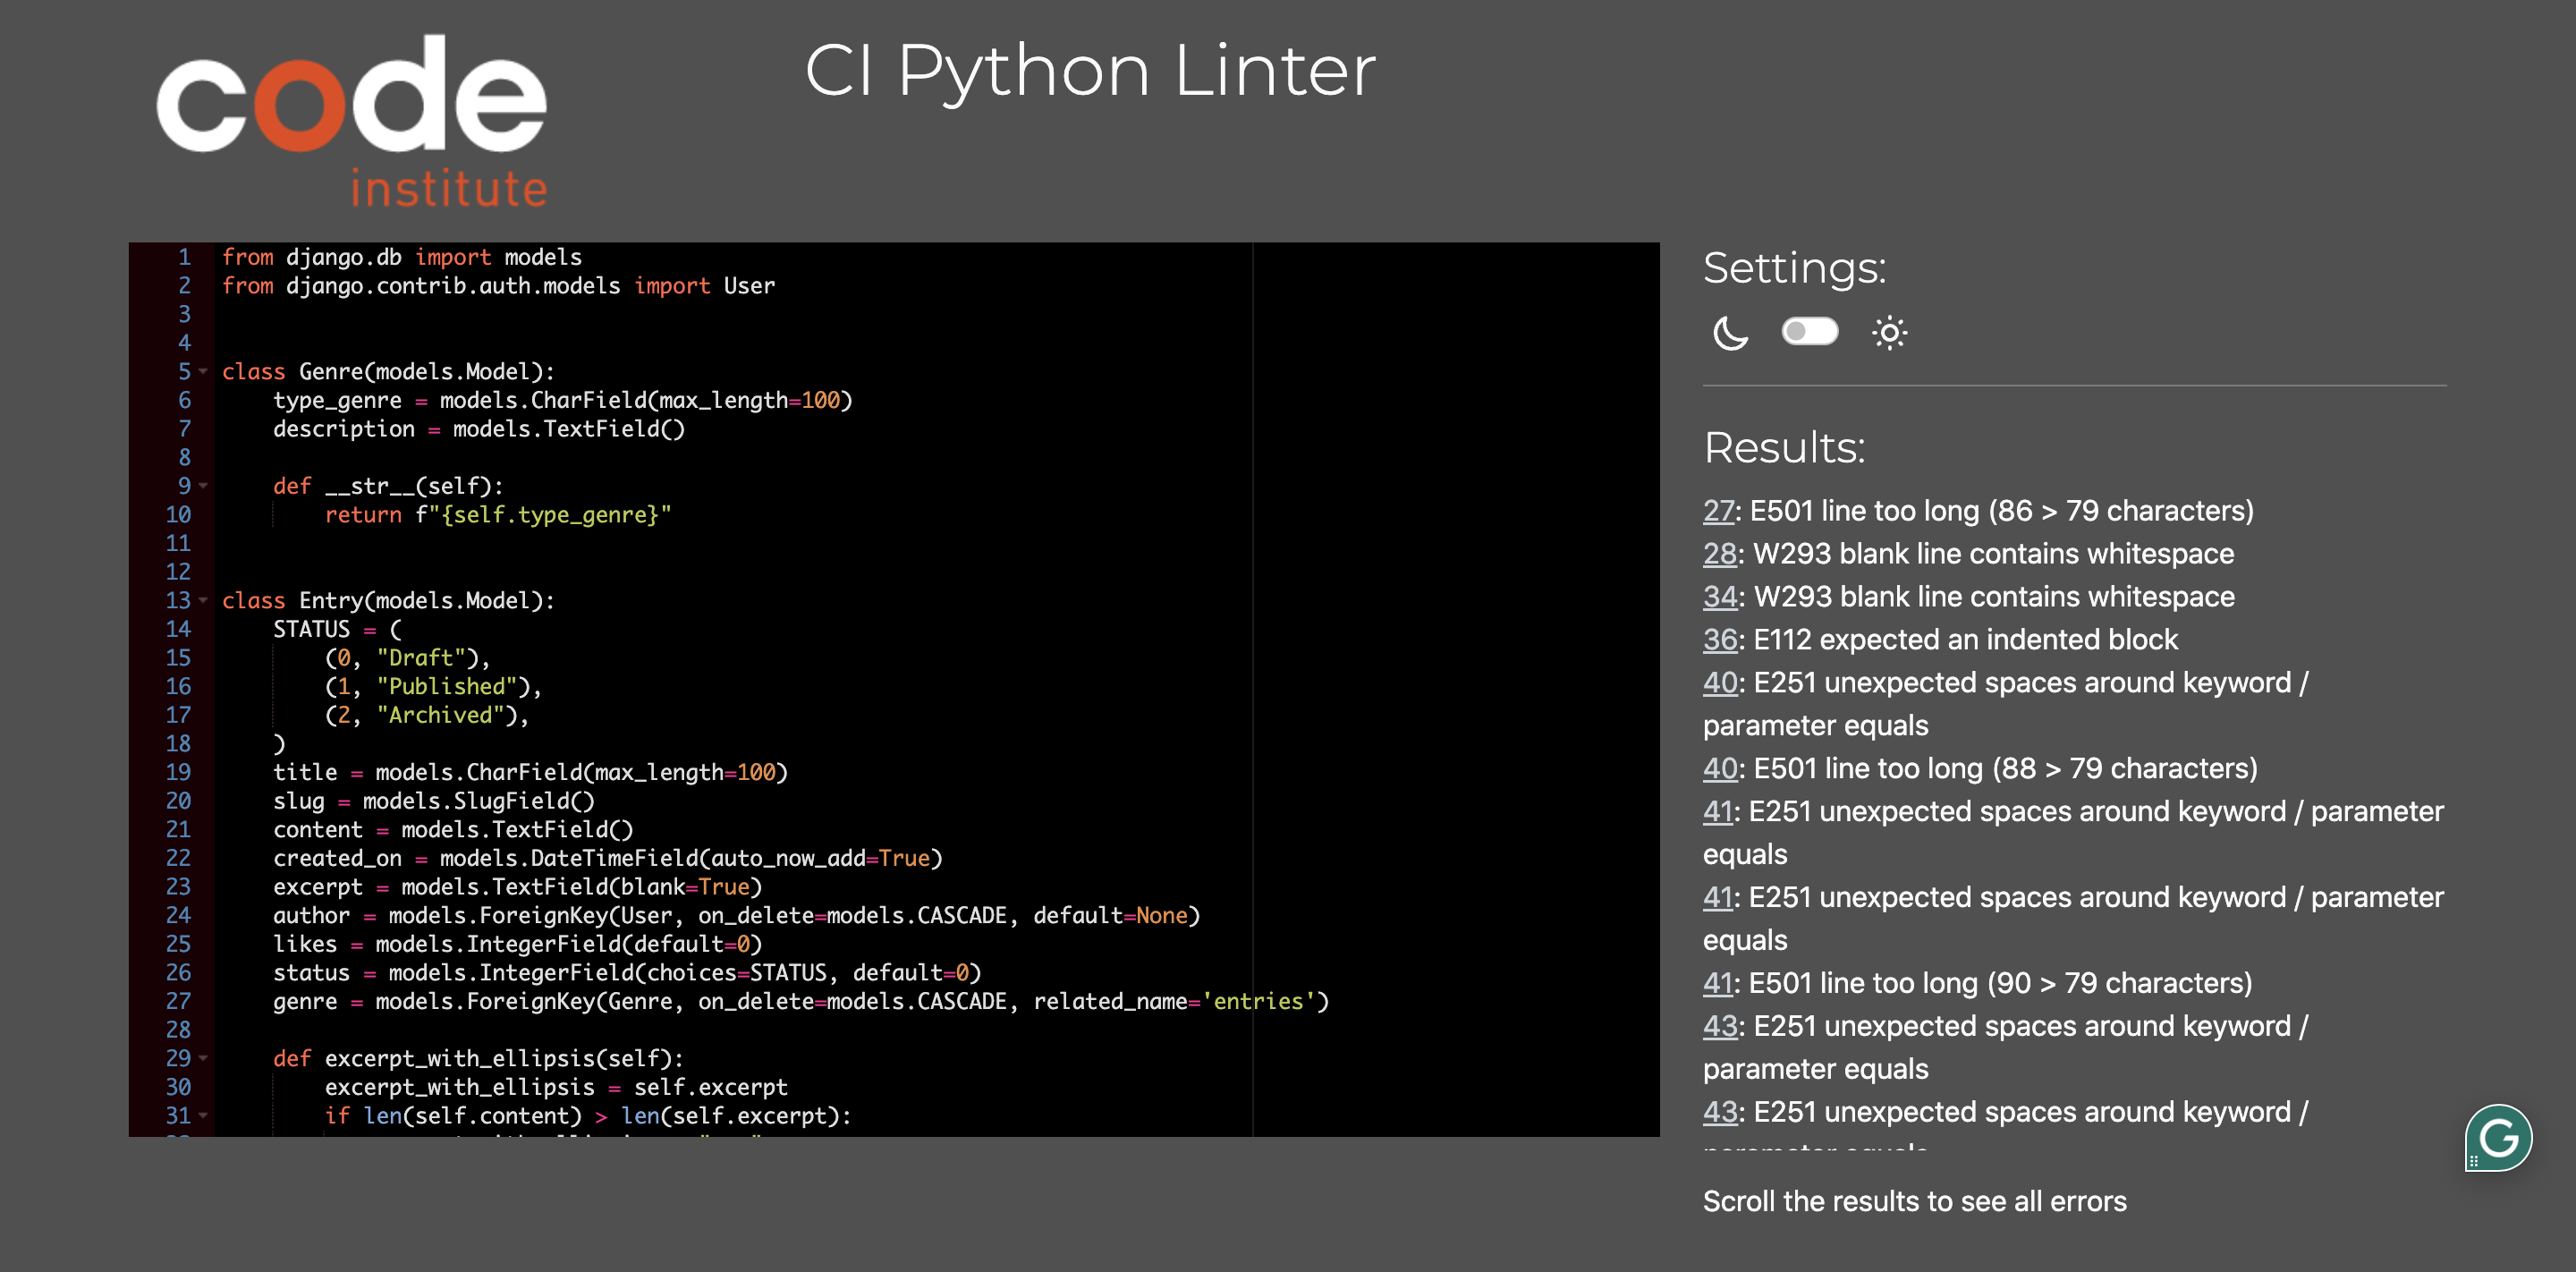 code
institute
CI Python Linter
1 from django.db import models
2 from django.contrib.auth.models import User
3
4
5 class Genre(models.Model):
6     type_genre = models.CharField(max_length=100)
7     description = models.TextField()
8
9     def __str__(self):
10         return f"{self.type_genre}"
11
12
13 class Entry(models.Model):
14     STATUS = (
15         (0, "Draft"),
16         (1, "Published"),
17         (2, "Archived"),
18     )
19     title = models.CharField(max_length=100)
20     slug = models.SlugField()
21     content = models.TextField()
22     created_on = models.DateTimeField(auto_now_add=True)
23     excerpt = models.TextField(blank=True)
24     author = models.ForeignKey(User, on_delete=models.CASCADE, default=None)
25     likes = models.IntegerField(default=0)
26     status = models.IntegerField(choices=STATUS, default=0)
27     genre = models.ForeignKey(Genre, on_delete=models.CASCADE, related_name='entries')
28
29     def excerpt_with_ellipsis(self):
30         excerpt_with_ellipsis = self.excerpt
31         if len(self.content) > len(self.excerpt):
Settings:
Results:
27: E501 line too long (86 > 79 characters)
28: W293 blank line contains whitespace
34: W293 blank line contains whitespace
36: E112 expected an indented block
40: E251 unexpected spaces around keyword /
parameter equals
40: E501 line too long (88 > 79 characters)
41: E251 unexpected spaces around keyword / parameter
equals
41: E251 unexpected spaces around keyword / parameter
equals
41: E501 line too long (90 > 79 characters)
43: E251 unexpected spaces around keyword /
parameter equals
43: E251 unexpected spaces around keyword /
parameter equals
Scroll the results to see all errors